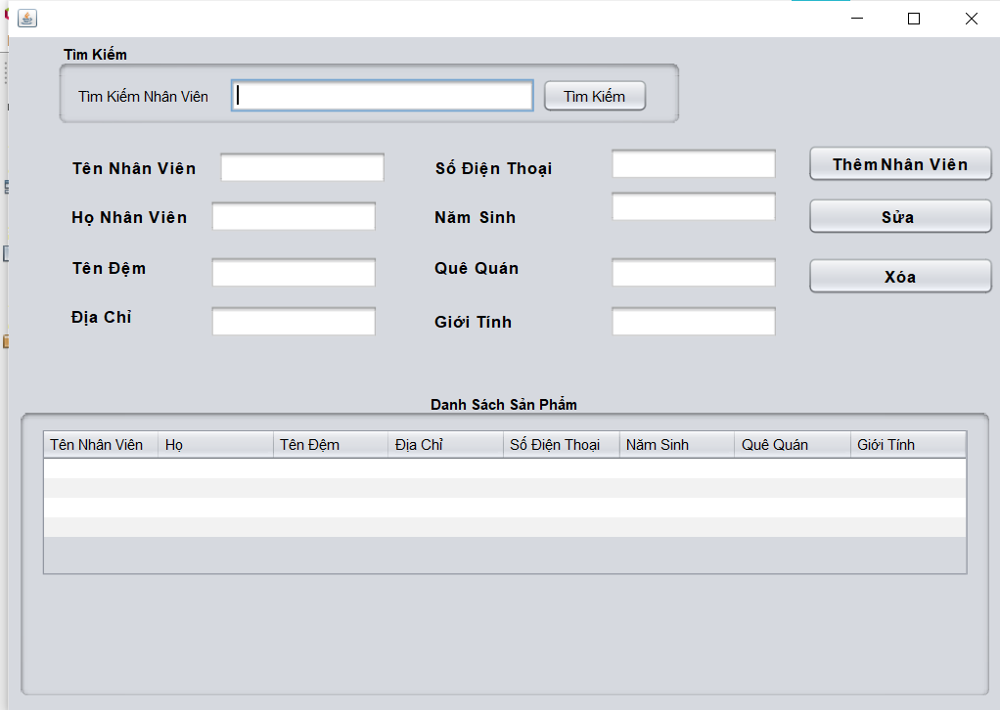 Tìm Kiếm
Tìm Kiếm Nhân Viên Tìm Kiếm
Tên Nhân Viên Số Điện Thoại Thêm Nhân Viên
Họ Nhân Viên Năm Sinh Sửa
Tên Đệm Quê Quán Xóa
Địa Chỉ Giới Tính
Danh Sách Sản Phẩm
Tên Nhân Viên Họ Tên Đệm Địa Chỉ Số Điện Thoại Năm Sinh Quê Quán Giới Tính